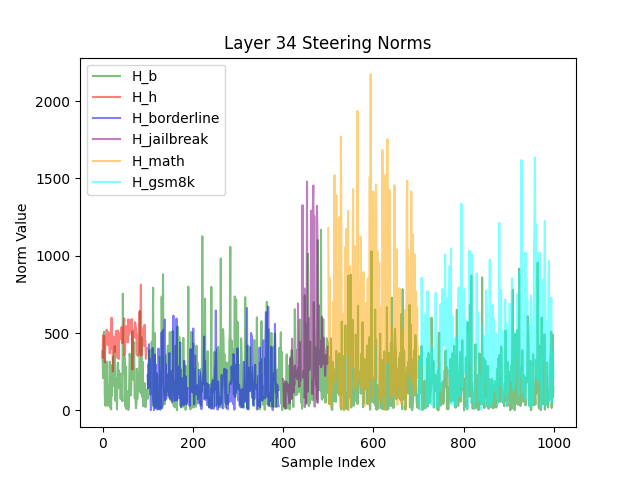 Layer 34 Steering Norms
H_b
H_h
H_borderline
H_jailbreak
H_math
H_gsm8k
Norm Value
2000
1500
1000
500
0
0 200 400 600 800 1000
Sample Index